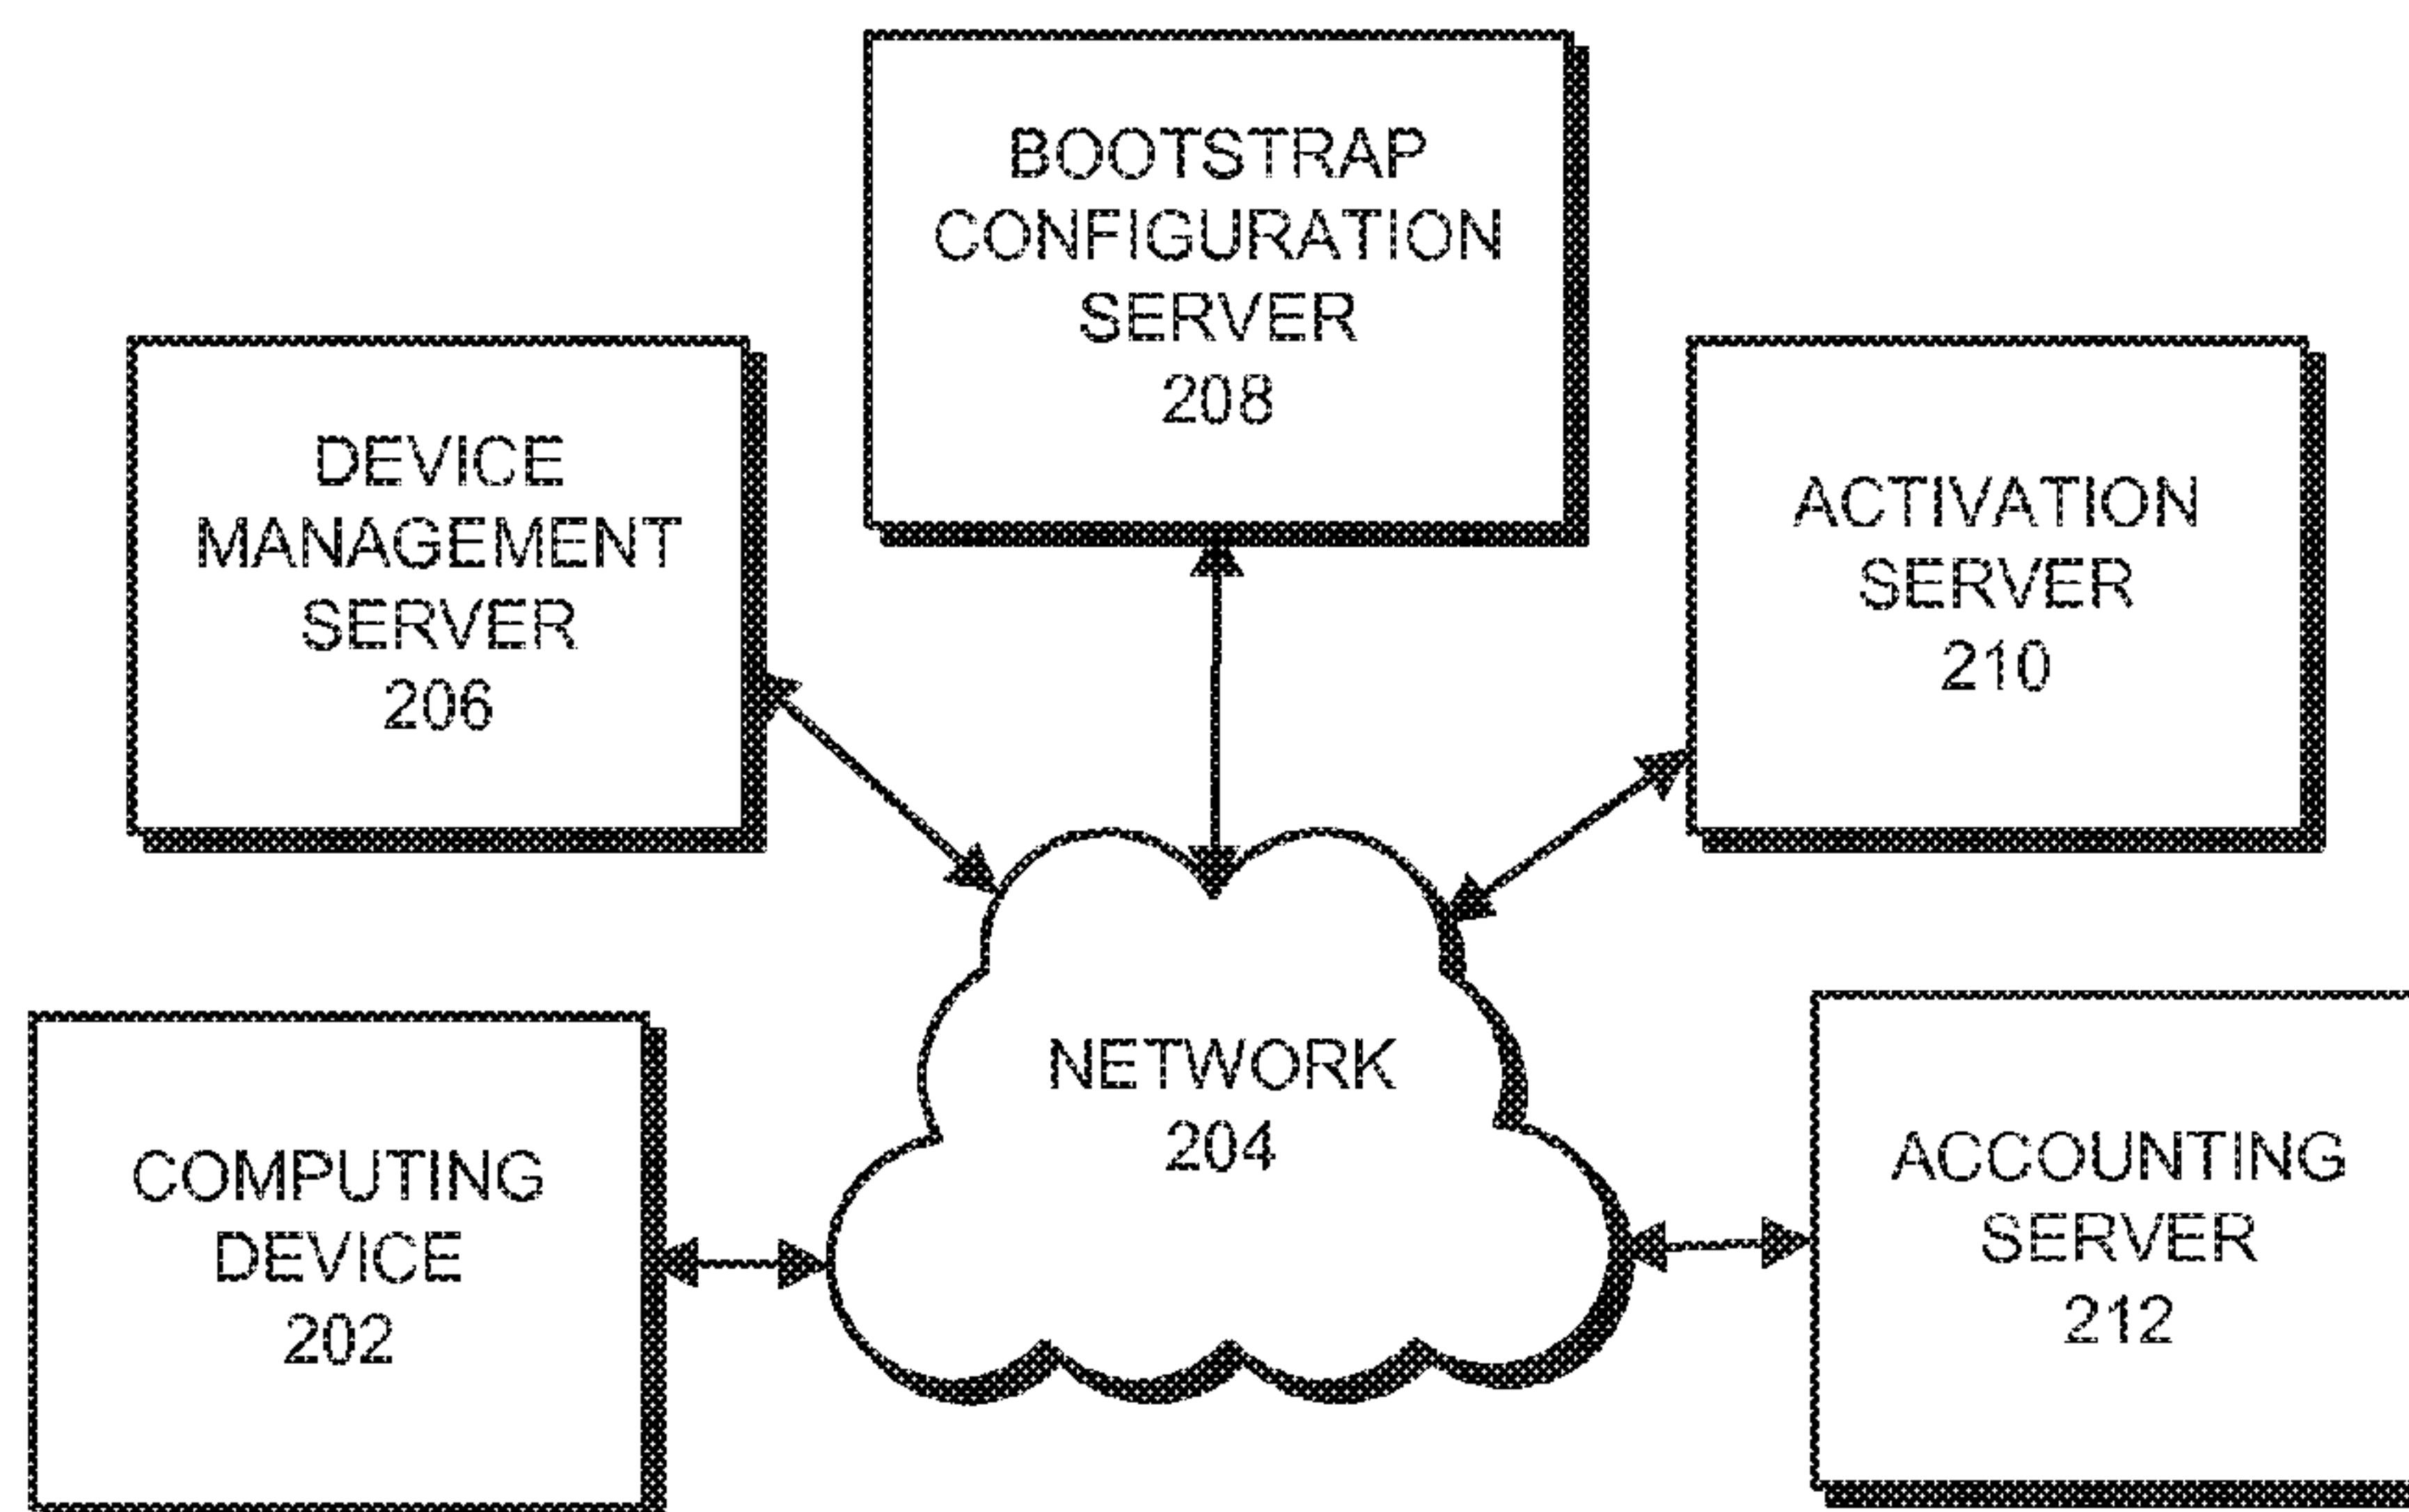 BOOTSTRAP
CONFIGURATION
SERVER
208
DEVICE
MANAGEMENT
SERVER
206
ACTIVATION
SERVER
210
NETWORK
204
COMPUTING
DEVICE
202
ACCOUNTING
SERVER
212